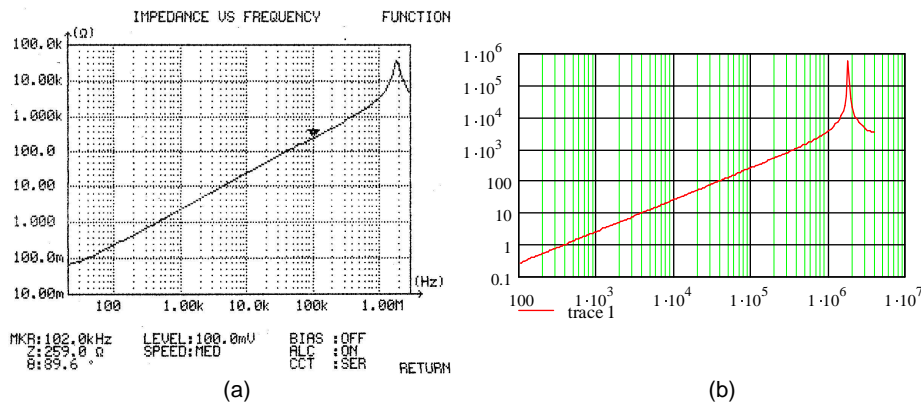 IMPEDANCE VS FREQUENCY FUNCTION
(Ω)
100.0k
10.00k
1.000k
100.0
10.00
1.000
100.0m
10.00m
100 1.00k 10.0k 100k 1.00M (Hz)
MKR:102.0kHz LEVEL:100.0mV BIAS :OFF
Z:259.0 Ω SPEED:MED ALC :ON
θ:89.6 ° CCT :SER RETURN
(a)
1·10⁶
1·10⁵
1·10⁴
1·10³
100
10
1
0.1
100 1·10³ 1·10⁴ 1·10⁵ 1·10⁶ 1·10⁷
trace 1
(b)